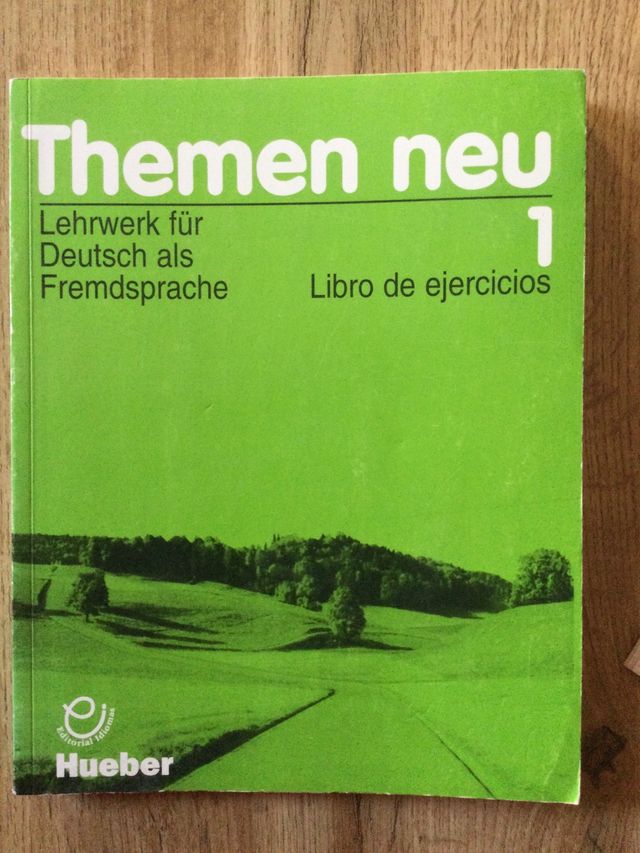 Themen neu
1
Lehrwerk für
Deutsch als
Fremdsprache
Libro de ejercicios
Editorial Idiomas
Hueber